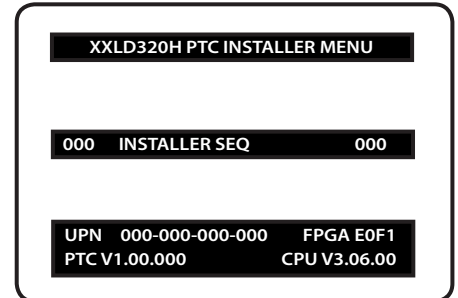 XXLD320H PTC INSTALLER MENU
000 INSTALLER SEQ 000
UPN 000-000-000-000 FPGA E0F1
PTC V1.00.000 CPU V3.06.00